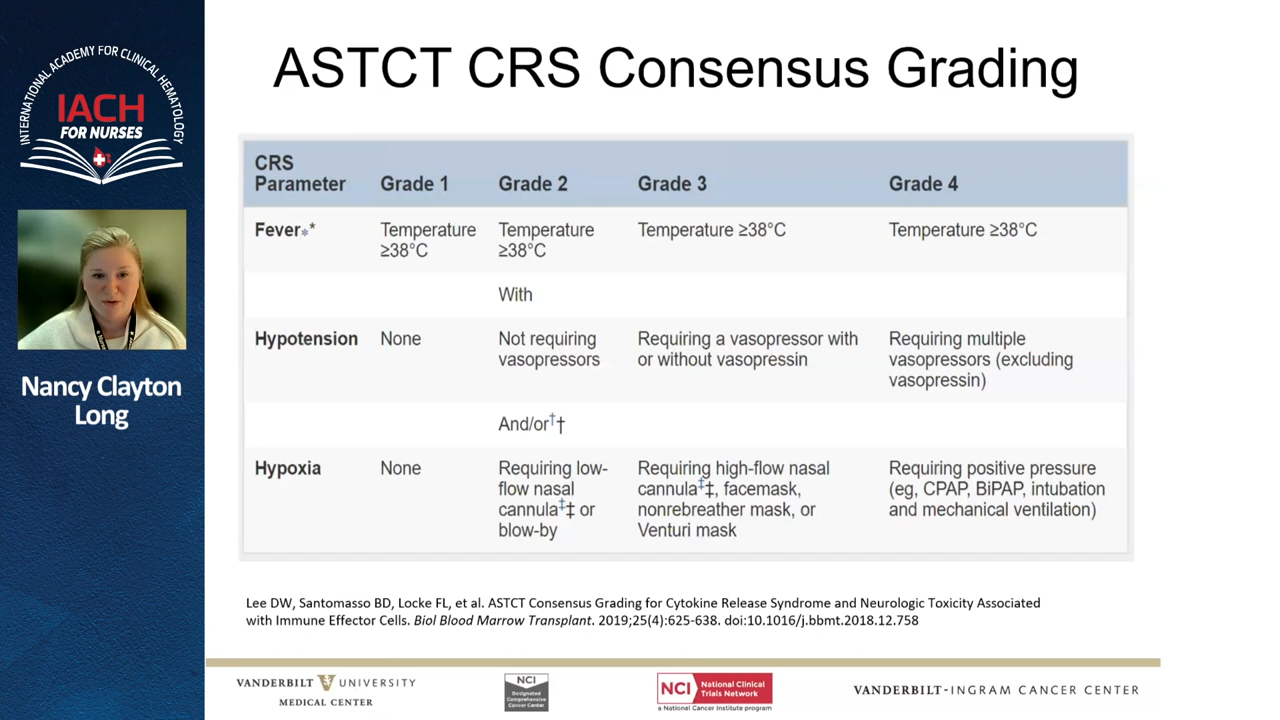 ASTCT CRS Consensus Grading
INTERNATIONAL ACADEMY FOR CLINICAL HEMATOLOGY
IACH
FOR NURSES
Nancy Clayton
Long
CRS
Parameter
Grade 1
Grade 2
Grade 3
Grade 4
Fever**
Temperature
≥38°C
Temperature
≥38°C
Temperature ≥38°C
Temperature ≥38°C
With
Hypotension
None
Not requiring
vasopressors
Requiring a vasopressor with
or without vasopressin
Requiring multiple
vasopressors (excluding
vasopressin)
And/or††
Hypoxia
None
Requiring low-
flow nasal
cannula‡‡ or
blow-by
Requiring high-flow nasal
cannula‡‡, facemask,
nonrebreather mask, or
Venturi mask
Requiring positive pressure
(eg, CPAP, BiPAP, intubation
and mechanical ventilation)
Lee DW, Santomasso BD, Locke FL, et al. ASTCT Consensus Grading for Cytokine Release Syndrome and Neurologic Toxicity Associated
with Immune Effector Cells. Biol Blood Marrow Transplant. 2019;25(4):625-638. doi:10.1016/j.bbmt.2018.12.758
VANDERBILT UNIVERSITY
MEDICAL CENTER
NCI
Designated
Comprehensive
Cancer Center
NCI
National Clinical
Trials Network
a National Cancer Institute program
VANDERBILT-INGRAM CANCER CENTER